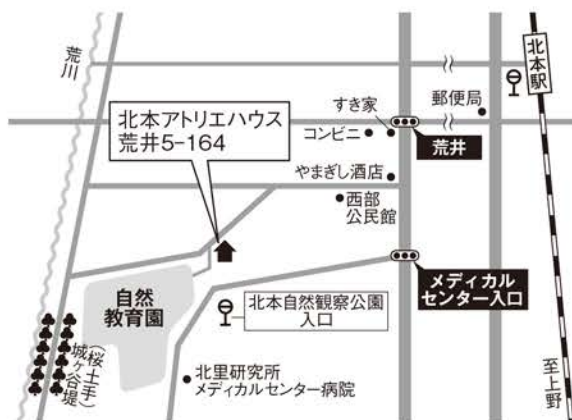 荒川
北本駅
すき家
郵便局
コンビニ
荒井
北本アトリエハウス
荒井5-164
やまぎし酒店
西部
公民館
メディカル
センター入口
自然
教育園
北本自然観察公園
入口
城ヶ谷堤
(桜土手)
北里研究所
メディカルセンター病院
至上野